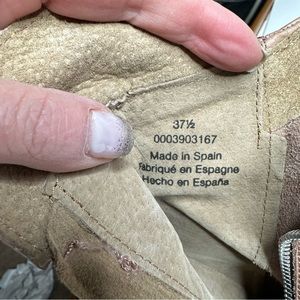 37½
0003903167
Made in Spain
Fabriqué en Espagne
Hecho en España